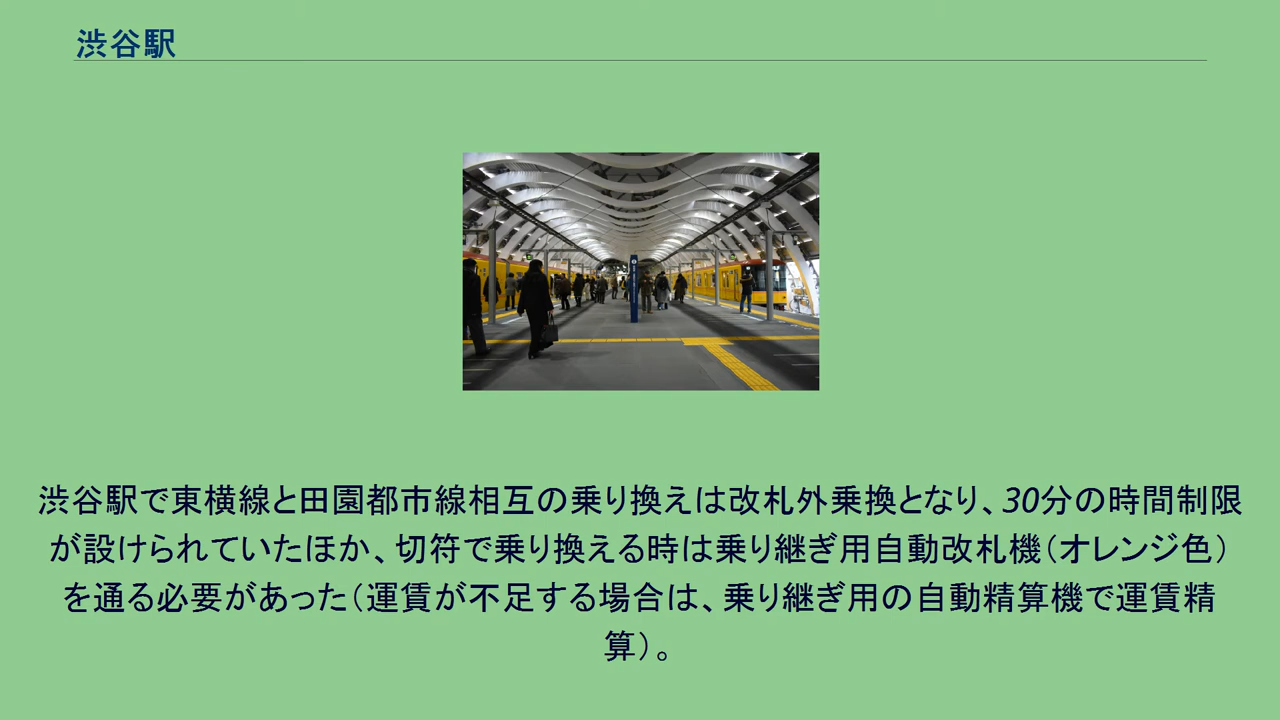 渋谷駅
渋谷駅で東横線と田園都市線相互の乗り換えは改札外乗換となり、30分の時間制限
が設けられていたほか、切符で乗り換える時は乗り継ぎ用自動改札機（オレンジ色）
を通る必要があった（運賃が不足する場合は、乗り継ぎ用の自動精算機で運賃精
算）。